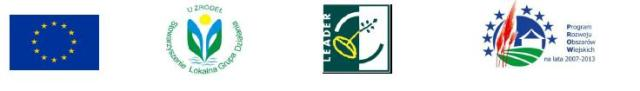 U ŹRÓDEŁ
Stowarzyszenie Lokalna Grupa Działania
LEADER
Program
Rozwoju
Obszarów
Wiejskich
na lata 2007-2013